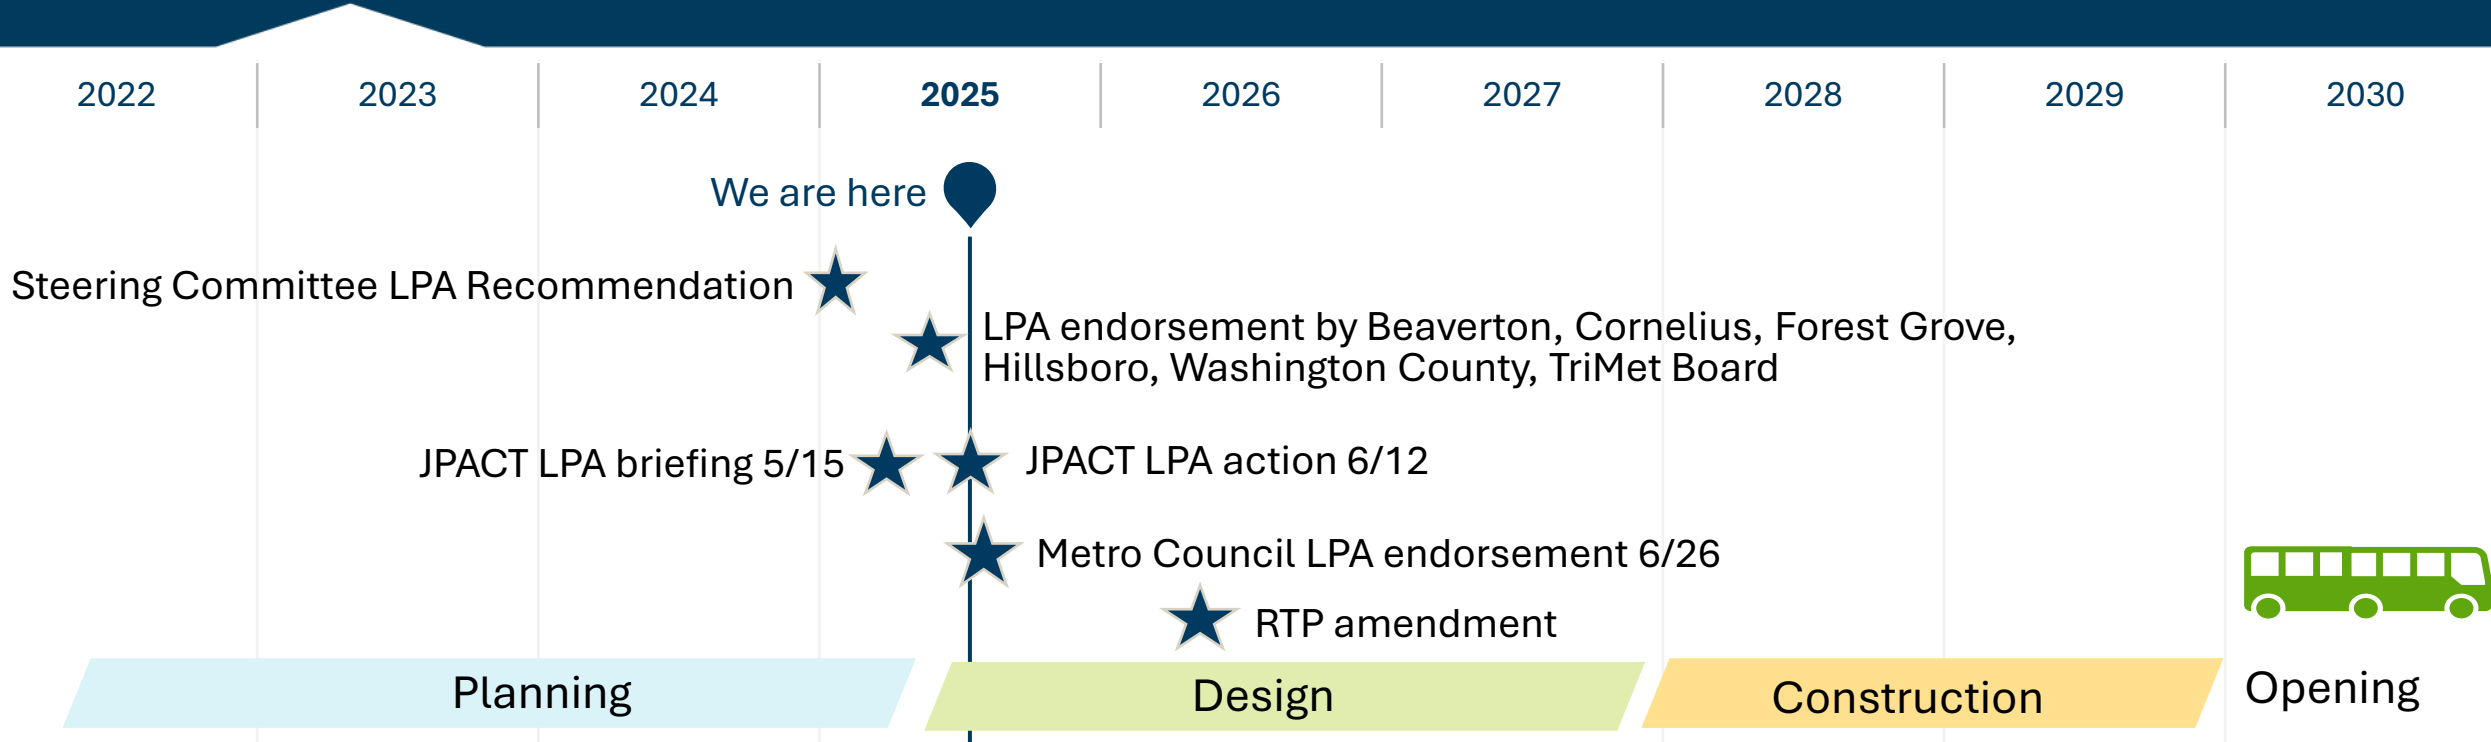 2022 2023 2024 2025 2026 2027 2028 2029 2030
We are here
Steering Committee LPA Recommendation
LPA endorsement by Beaverton, Cornelius, Forest Grove,
Hillsboro, Washington County, TriMet Board
JPACT LPA briefing 5/15 JPACT LPA action 6/12
Metro Council LPA endorsement 6/26
RTP amendment
Planning Design Construction Opening